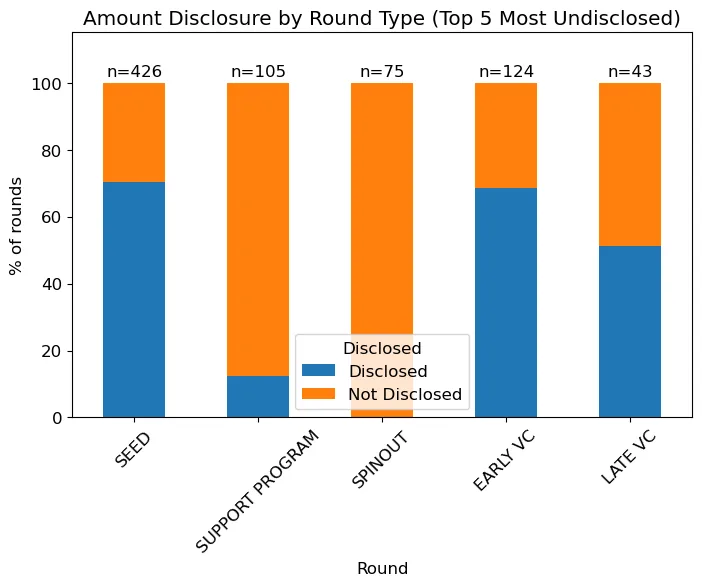 Amount Disclosure by Round Type (Top 5 Most Undisclosed)
n=426 n=105 n=75 n=124 n=43
100
80
60
40
20
0
% of rounds
Disclosed
Disclosed
Not Disclosed
SEED
SUPPORT PROGRAM
SPINOUT
EARLY VC
LATE VC
Round